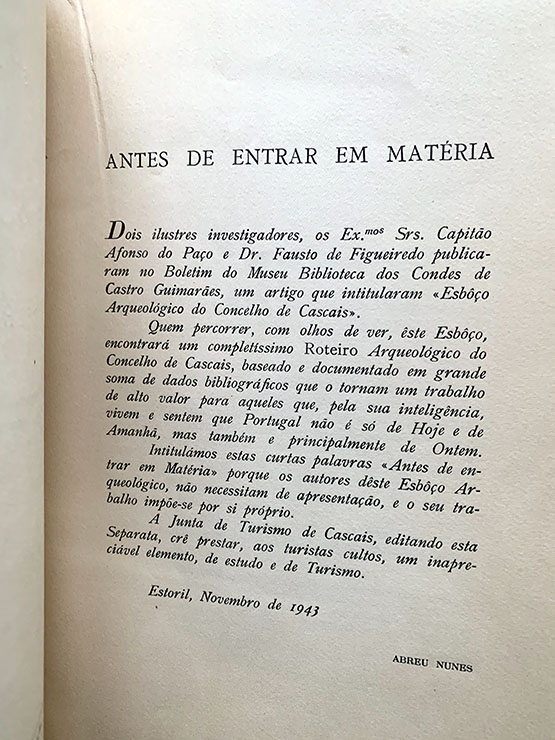 ANTES DE ENTRAR EM MATÉRIA
Dois ilustres investigadores, os Ex.mos Srs. Capitão
Afonso do Paço e Dr. Fausto de Figueiredo publica-
ram no Boletim do Museu Biblioteca dos Condes de
Castro Guimarães, um artigo que intitularam «Esbôço
Arqueológico do Concelho de Cascais».
Quem percorrer, com olhos de ver, êste Esbôço,
encontrará um completíssimo Roteiro Arqueológico do
Concelho de Cascais, baseado e documentado em grande
soma de dados bibliográficos que o tornam um trabalho
de alto valor para aqueles que, pela sua inteligência,
vivem e sentem que Portugal não é só de Hoje e de
Amanhã, mas também e principalmente de Ontem.
Intitulámos estas curtas palavras «Antes de en-
trar em Matéria» porque os autores dêste Esbôço Ar-
queológico, não necessitam de apresentação, e o seu tra-
balho impõe-se por si próprio.
A Junta de Turismo de Cascais, editando esta
Separata, crê prestar, aos turistas cultos, um inapre-
ciável elemento, de estudo e de Turismo.
Estoril, Novembro de 1943
ABREU NUNES